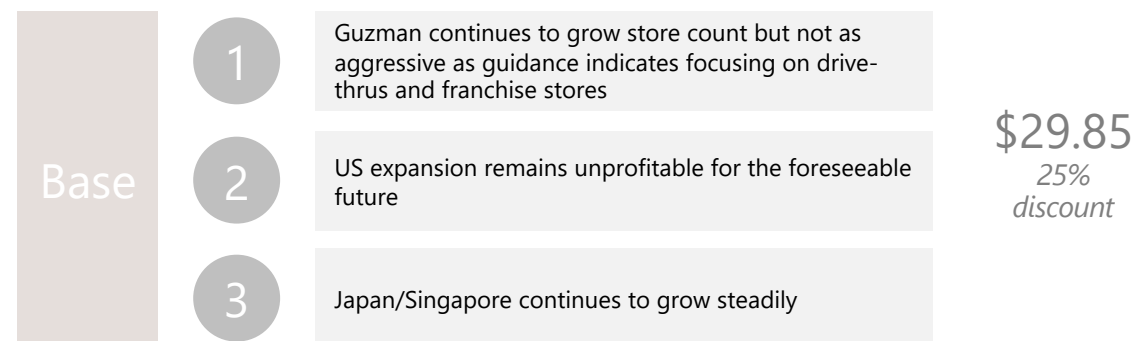 Base
1
Guzman continues to grow store count but not as
aggressive as guidance indicates focusing on drive-
thrus and franchise stores
2
US expansion remains unprofitable for the foreseeable
future
3
Japan/Singapore continues to grow steadily
$29.85
25%
discount